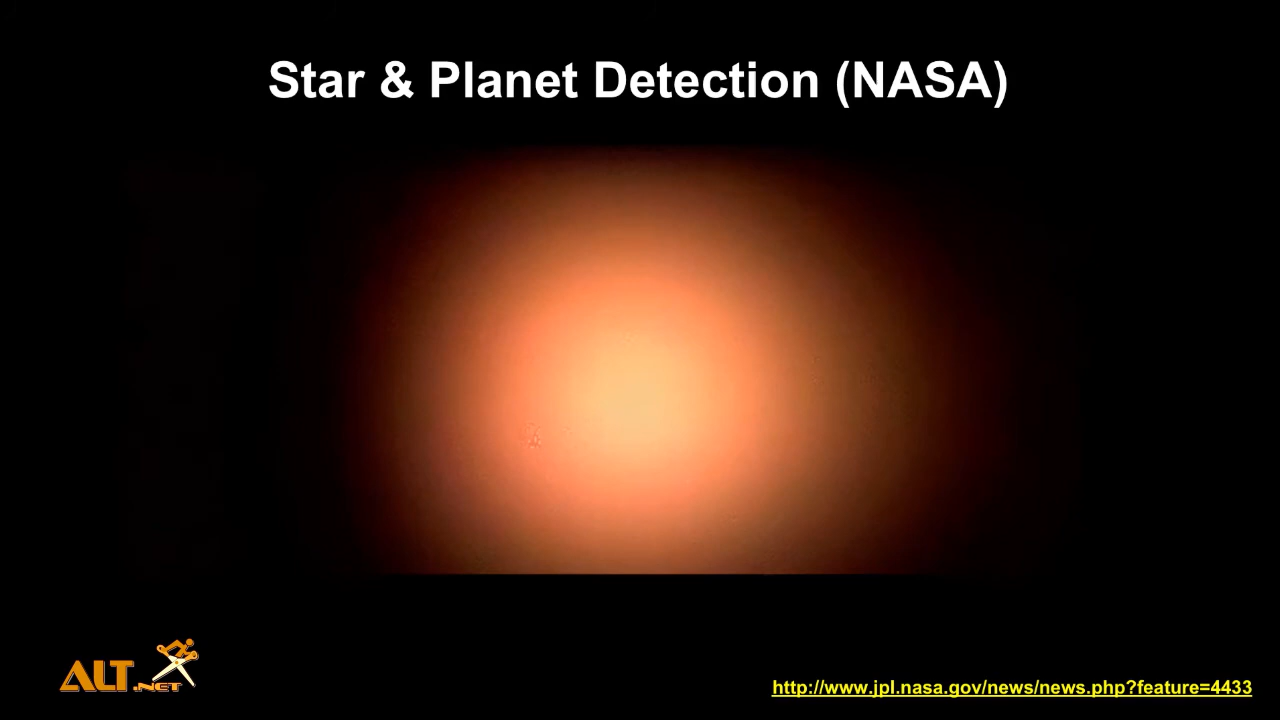 Star & Planet Detection (NASA)
ALT.NET
http://www.jpl.nasa.gov/news/news.php?feature=4433